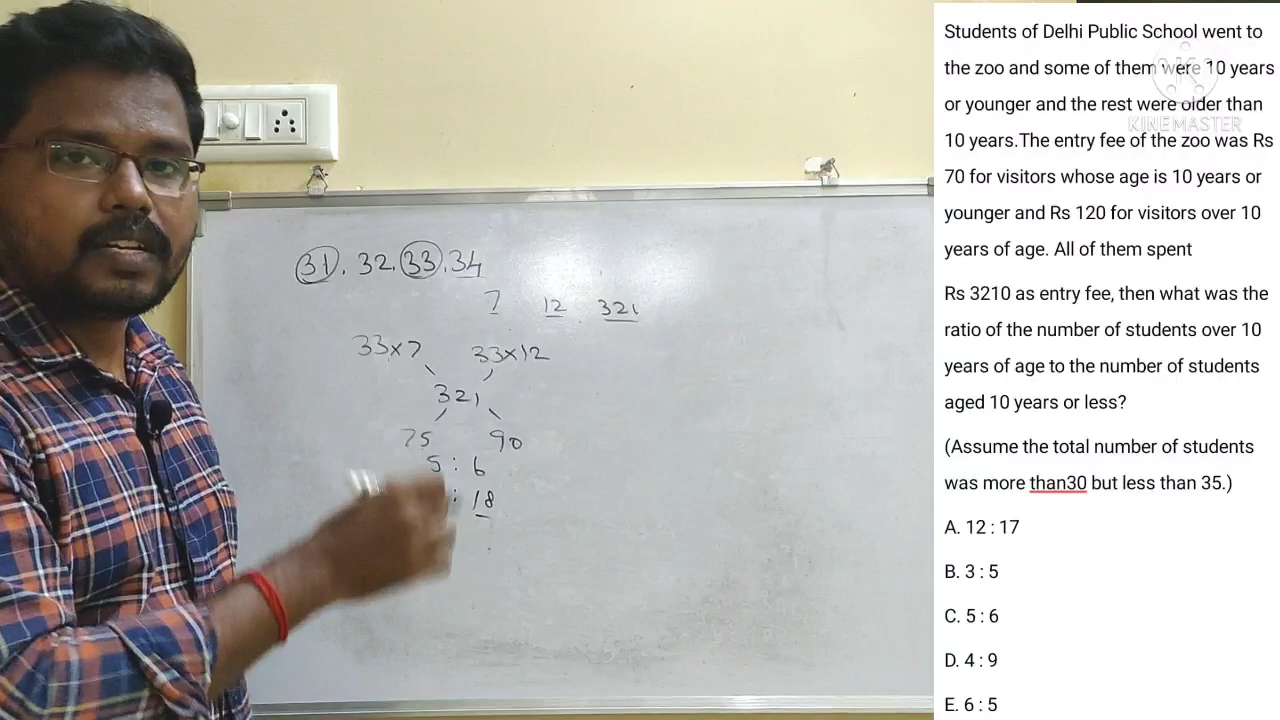 31. 32. 33. 34
7 12 321
33x7 33x12
321
75 90
5 : 6
: 18
Students of Delhi Public School went to
the zoo and some of them were 10 years
or younger and the rest were older than
10 years.The entry fee of the zoo was Rs
70 for visitors whose age is 10 years or
younger and Rs 120 for visitors over 10
years of age. All of them spent
Rs 3210 as entry fee, then what was the
ratio of the number of students over 10
years of age to the number of students
aged 10 years or less?
(Assume the total number of students
was more than30 but less than 35.)
A. 12 : 17
B. 3 : 5
C. 5 : 6
D. 4 : 9
E. 6 : 5
KINEMASTER